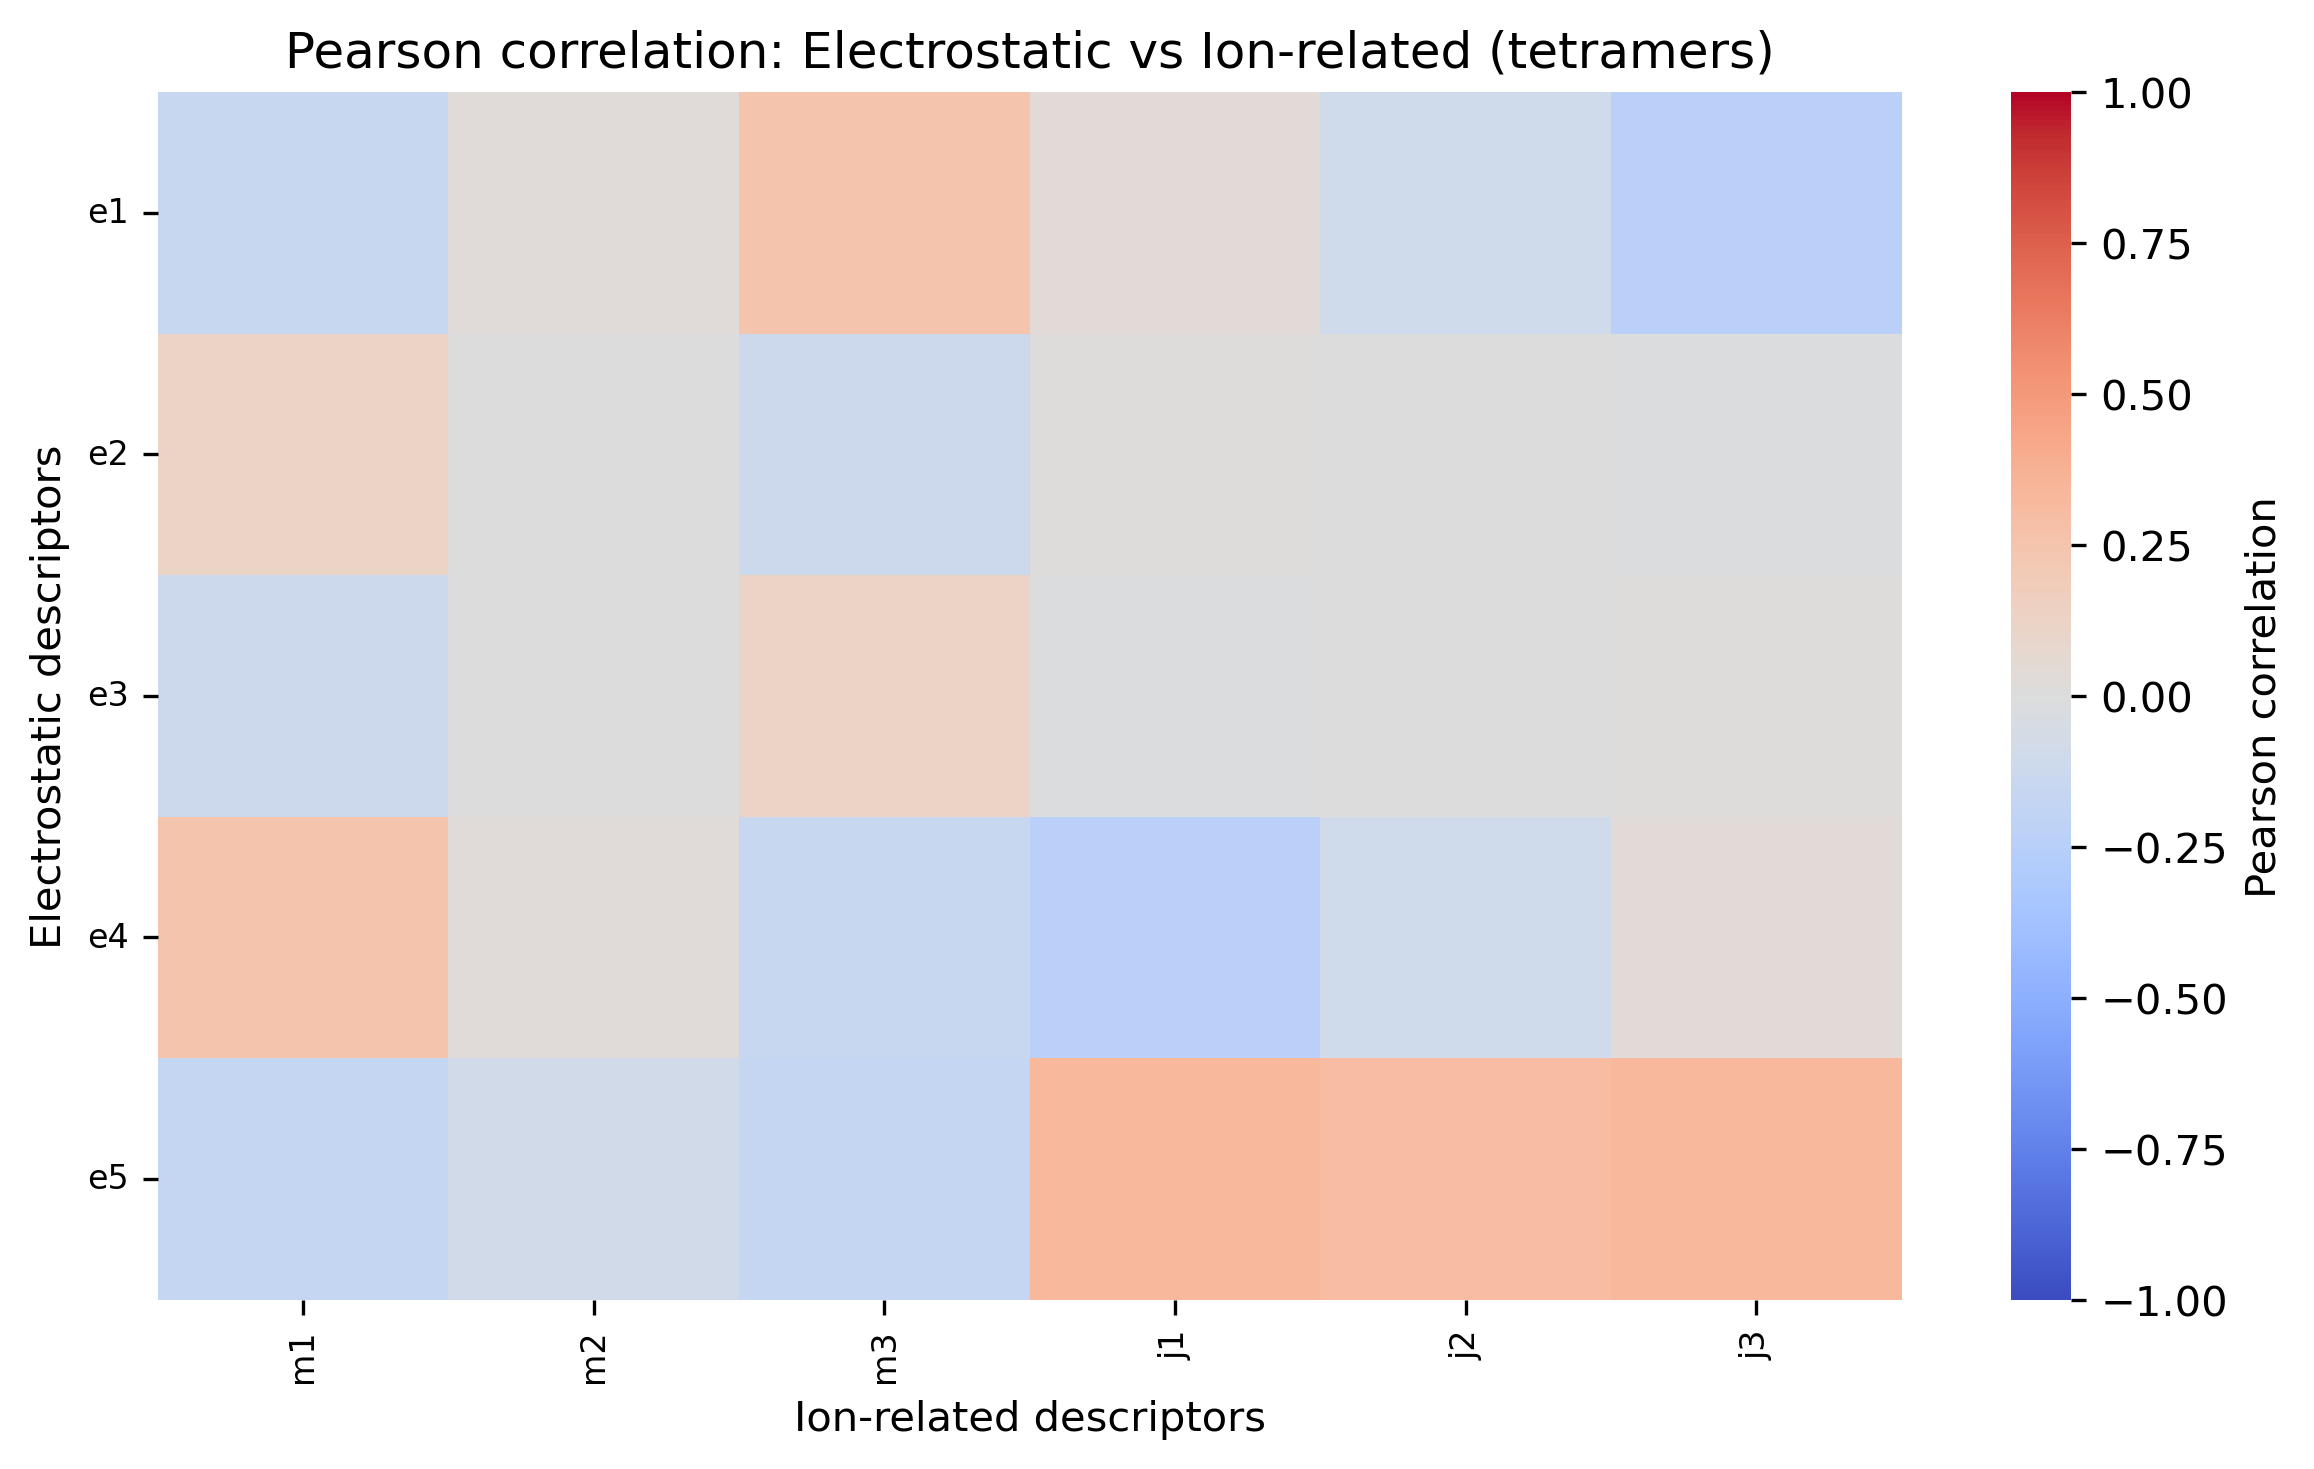 Pearson correlation: Electrostatic vs Ion-related (tetramers)
Electrostatic descriptors
e1
e2
e3
e4
e5
m1
m2
m3
j1
j2
j3
Ion-related descriptors
1.00
0.75
0.50
0.25
0.00
−0.25
−0.50
−0.75
−1.00
Pearson correlation